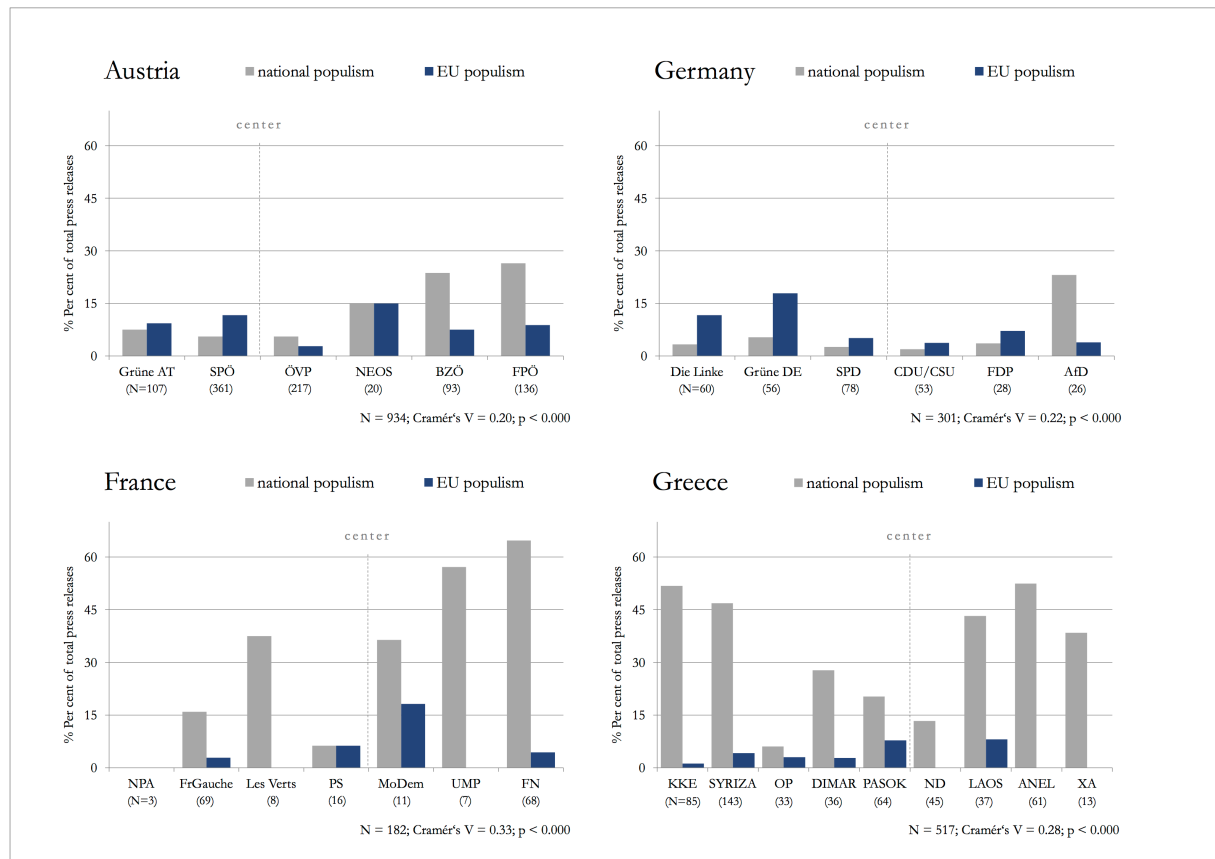 Austria
national populism
EU populism
% Per cent of total press releases
center
60
45
30
15
0
Grüne AT SPÖ ÖVP NEOS BZÖ FPÖ
(N=107) (361) (217) (20) (93) (136)
N = 934; Cramér‘s V = 0.20; p < 0.000
Germany
national populism
EU populism
% Per cent of total press releases
center
60
45
30
15
0
Die Linke Grüne DE SPD CDU/CSU FDP AfD
(N=60) (56) (78) (53) (28) (26)
N = 301; Cramér‘s V = 0.22; p < 0.000
France
national populism
EU populism
% Per cent of total press releases
center
60
45
30
15
0
NPA FrGauche Les Verts PS MoDem UMP FN
(N=3) (69) (8) (16) (11) (7) (68)
N = 182; Cramér‘s V = 0.33; p < 0.000
Greece
national populism
EU populism
% Per cent of total press releases
center
60
45
30
15
0
KKE SYRIZA OP DIMAR PASOK ND LAOS ANEL XA
(N=85) (143) (33) (36) (64) (45) (37) (61) (13)
N = 517; Cramér‘s V = 0.28; p < 0.000